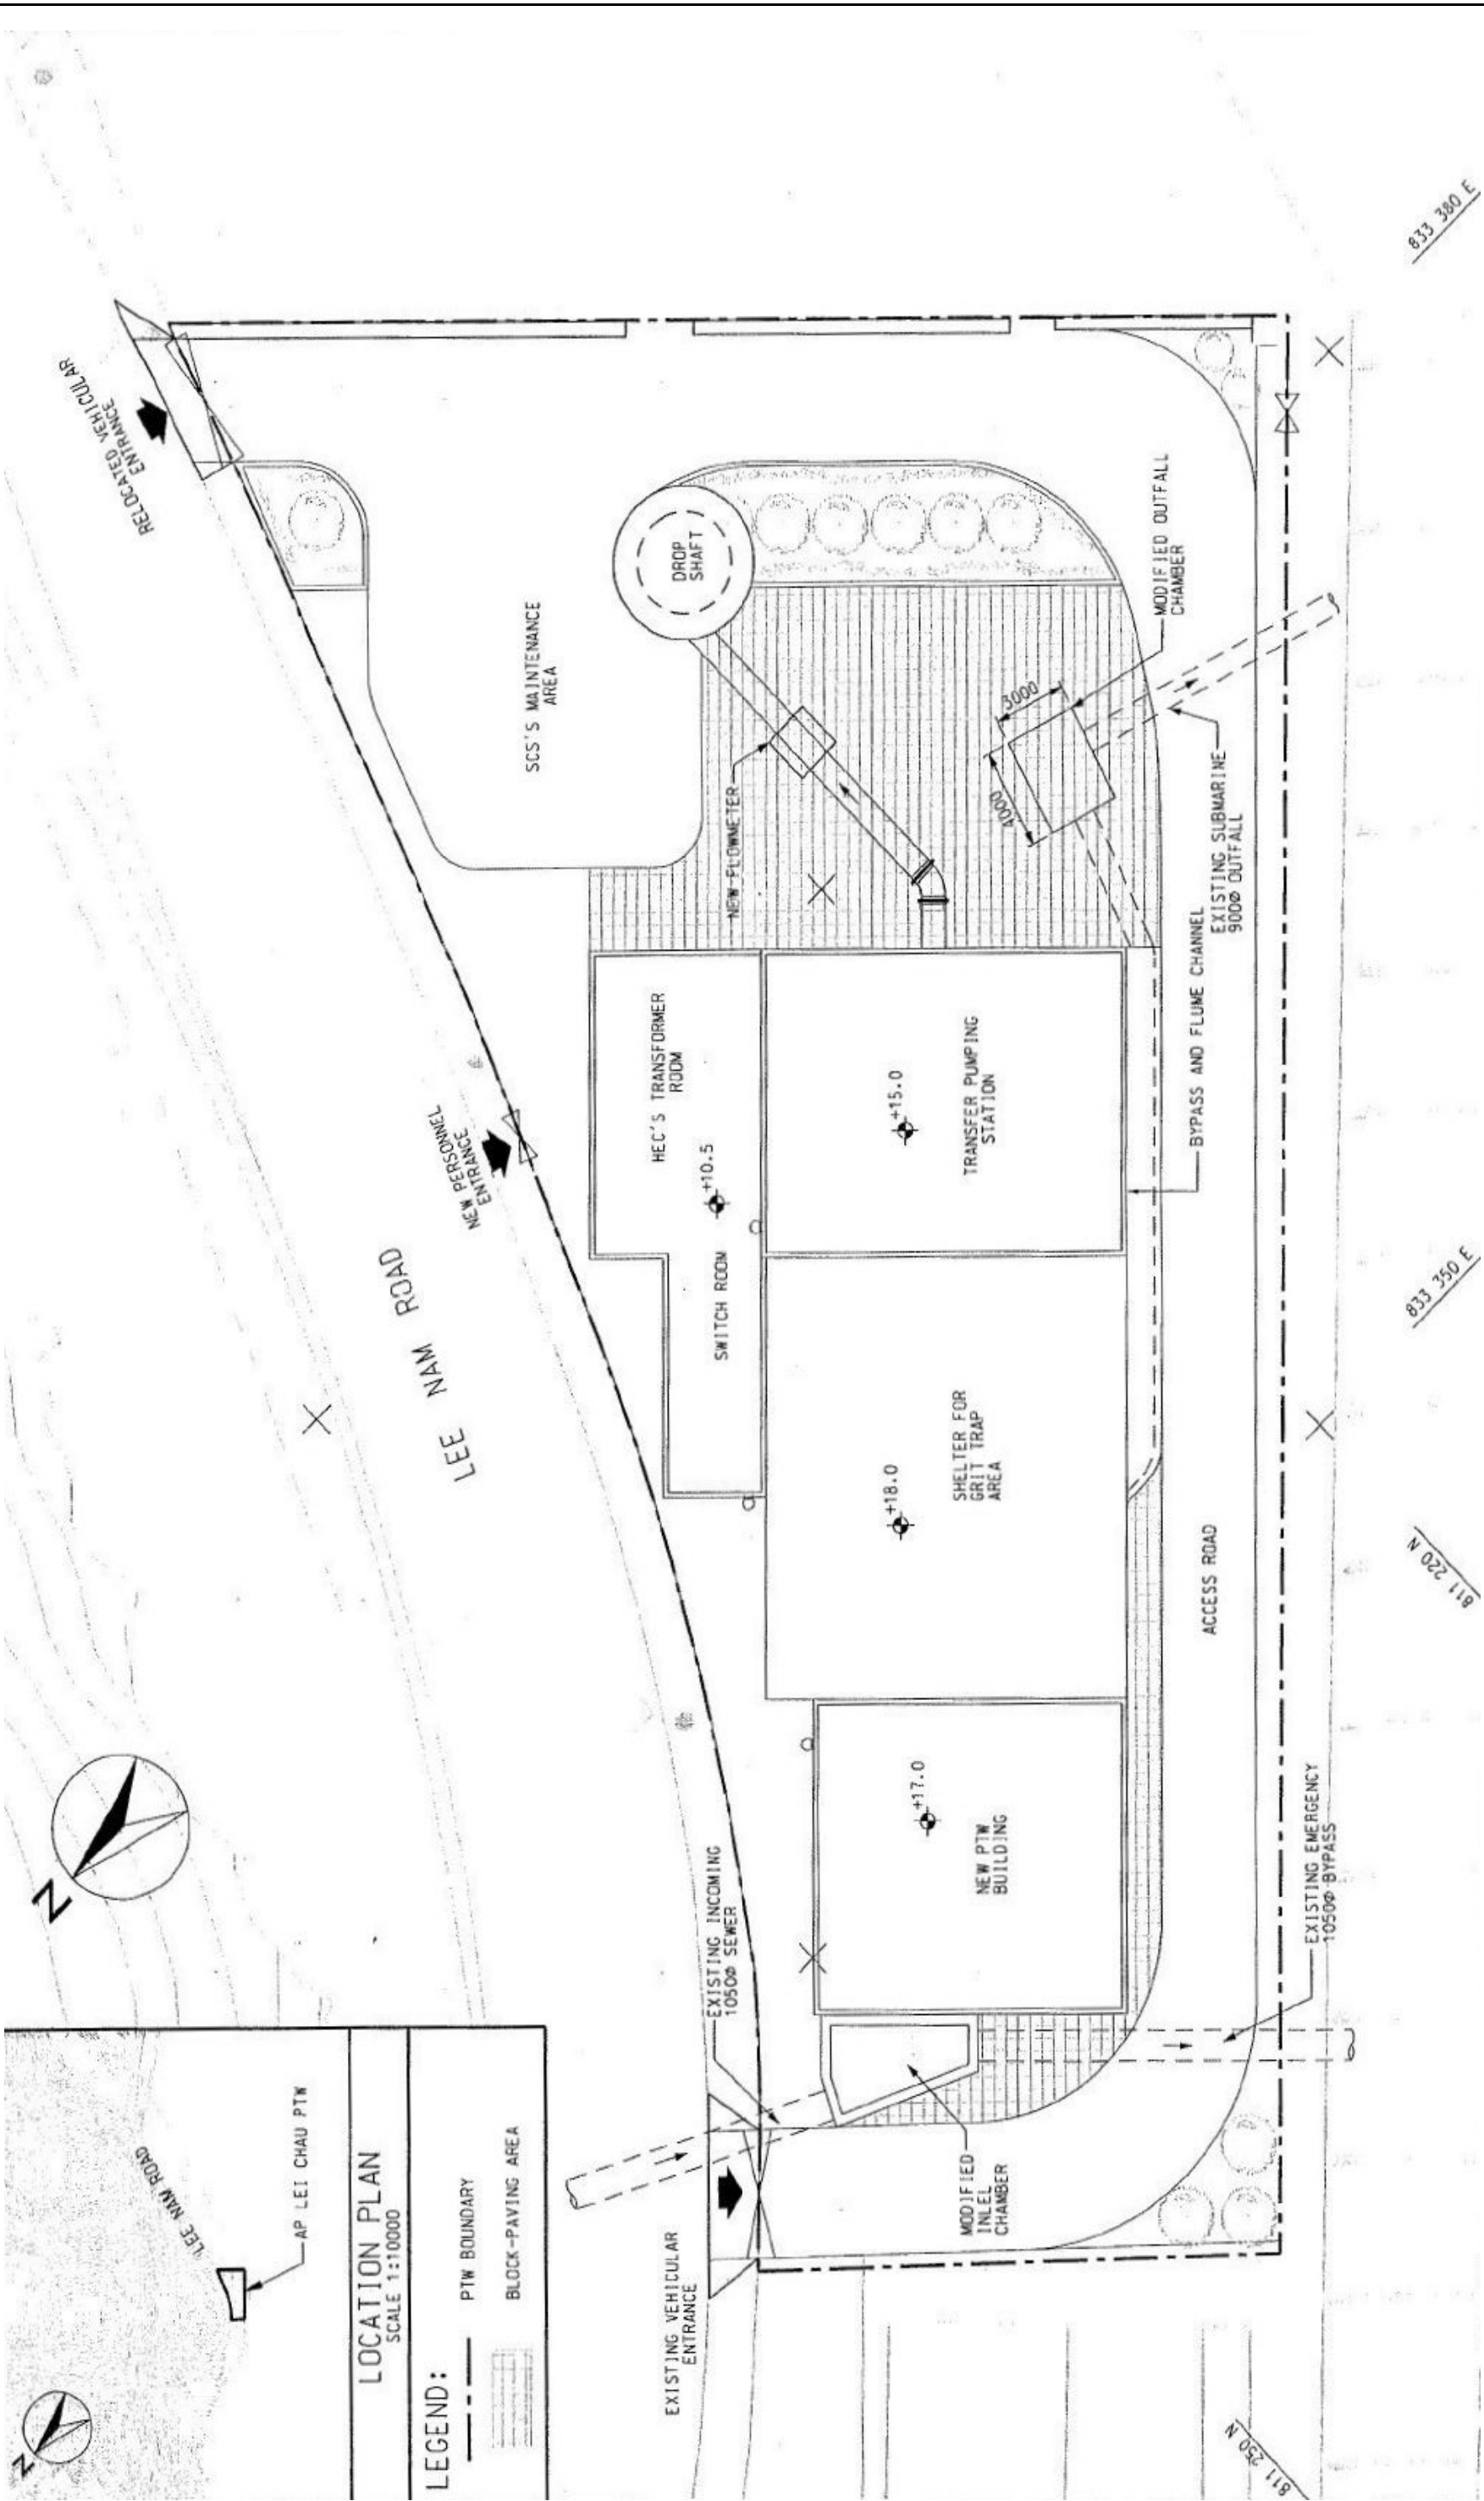 RELOCATED VEHICULAR
ENTRANCE
833 380 E
DROP
SHAFT
MODIFIED OUTFALL
CHAMBER
SCS'S MAINTENANCE
AREA
3000
4000
NEW FLOWMETER
EXISTING SUBMARINE
900Ø OUTFALL
BYPASS AND FLUME CHANNEL
HEC'S TRANSFORMER
ROOM
+10.5
SWITCH ROOM
+15.0
TRANSFER PUMPING
STATION
NEW PERSONNEL
ENTRANCE
LEE NAM ROAD
833 350 E
+18.0
SHELTER FOR
GRIT TRAP
AREA
ACCESS ROAD
811 220 N
N
+17.0
NEW PTW
BUILDING
EXISTING INCOMING
1050Ø SEWER
EXISTING EMERGENCY
1050Ø BYPASS
MODIFIED
INLEL
CHAMBER
EXISTING VEHICULAR
ENTRANCE
811 250 N
LEE NAM ROAD
AP LEI CHAU PTW
N
LOCATION PLAN
SCALE 1:10000
LEGEND:
PTW BOUNDARY
BLOCK-PAVING AREA